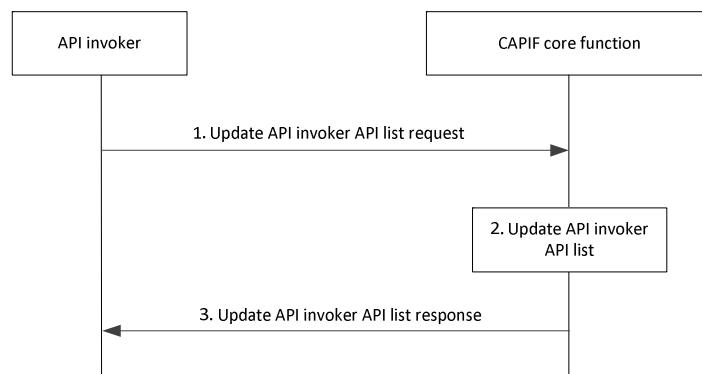 API invoker
CAPIF core function
1. Update API invoker API list request
2. Update API invoker
API list
3. Update API invoker API list response